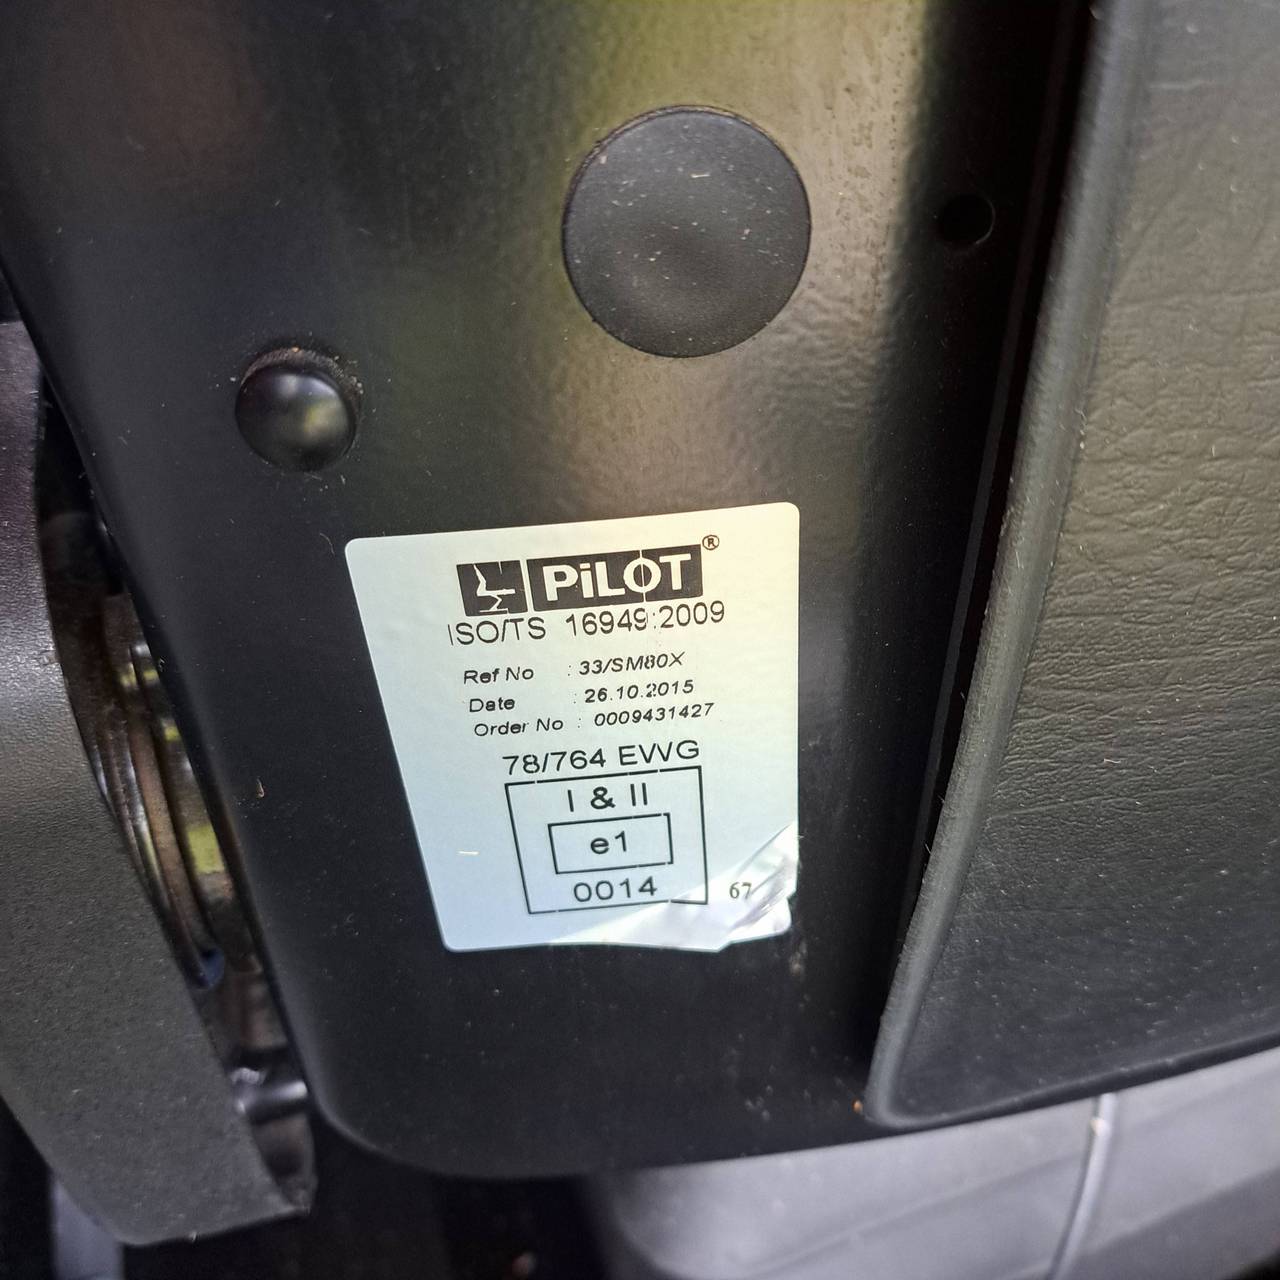 PiLOT®
ISO/TS 16949:2009
Ref No : 33/SM80X
Date : 26.10.2015
Order No : 0009431427
78/764 EWG
I & II
e1
0014
67